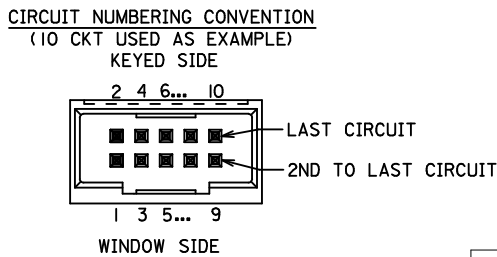 CIRCUIT NUMBERING CONVENTION
(10 CKT USED AS EXAMPLE)
KEYED SIDE
2 4 6... 10
LAST CIRCUIT
2ND TO LAST CIRCUIT
1 3 5... 9
WINDOW SIDE